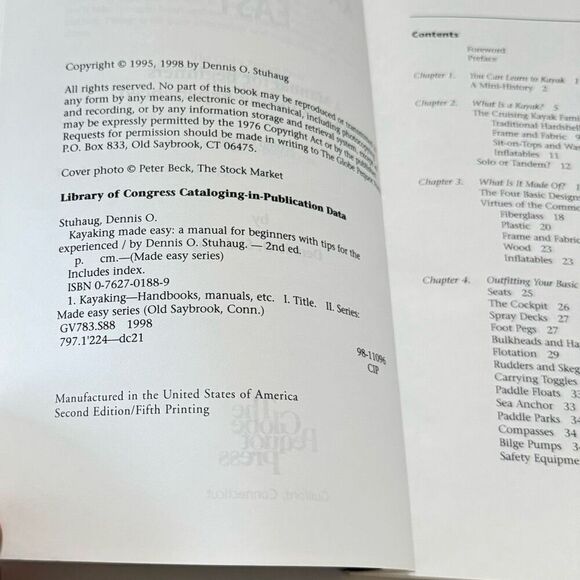 Copyright © 1995, 1998 by Dennis O. Stuhaug
All rights reserved. No part of this book may be reproduced or
any form by any means, electronic or mechanical, including
and recording, or by any information storage and retrieval system, except
may be expressly permitted by the 1976 Copyright Act or by the
Requests for permission should be made in writing to The Globe Pequot
P.O. Box 833, Old Saybrook, CT 06475.
Cover photo © Peter Beck, The Stock Market
Library of Congress Cataloging-in-Publication Data
Stuhaug, Dennis O.
Kayaking made easy: a manual for beginners with tips for the
experienced / by Dennis O. Stuhaug. — 2nd ed.
p. cm.—(Made easy series)
Includes index.
ISBN 0-7627-0188-9
1. Kayaking—Handbooks, manuals, etc. I. Title. II. Series:
Made easy series (Old Saybrook, Conn.)
GV783.S88 1998
797.1'224—dc21
98-11096
CIP
Manufactured in the United States of America
Second Edition/Fifth Printing
Contents
Foreword
Preface
Chapter 1. You Can Learn to Kayak 1
A Mini-History 2
Chapter 2. What Is a Kayak? 5
The Cruising Kayak
Traditional
Frame and Fabric 9
Sit-on-Tops and
Inflatables 11
Solo or Tandem?
Chapter 3. What Is It Made Of?
The Four Basic
Virtues of the
Fiberglass 18
Plastic 20
Frame and
Wood 23
Inflatables 23
Chapter 4. Outfitting Your Basic
Seats 25
The Cockpit 26
Spray Decks 27
Foot Pegs 27
Bulkheads and
Flotation 29
Rudders and
Carrying Toggles
Paddle Floats
Sea Anchor 33
Paddle Parks
Compasses 34
Bilge Pumps
Safety